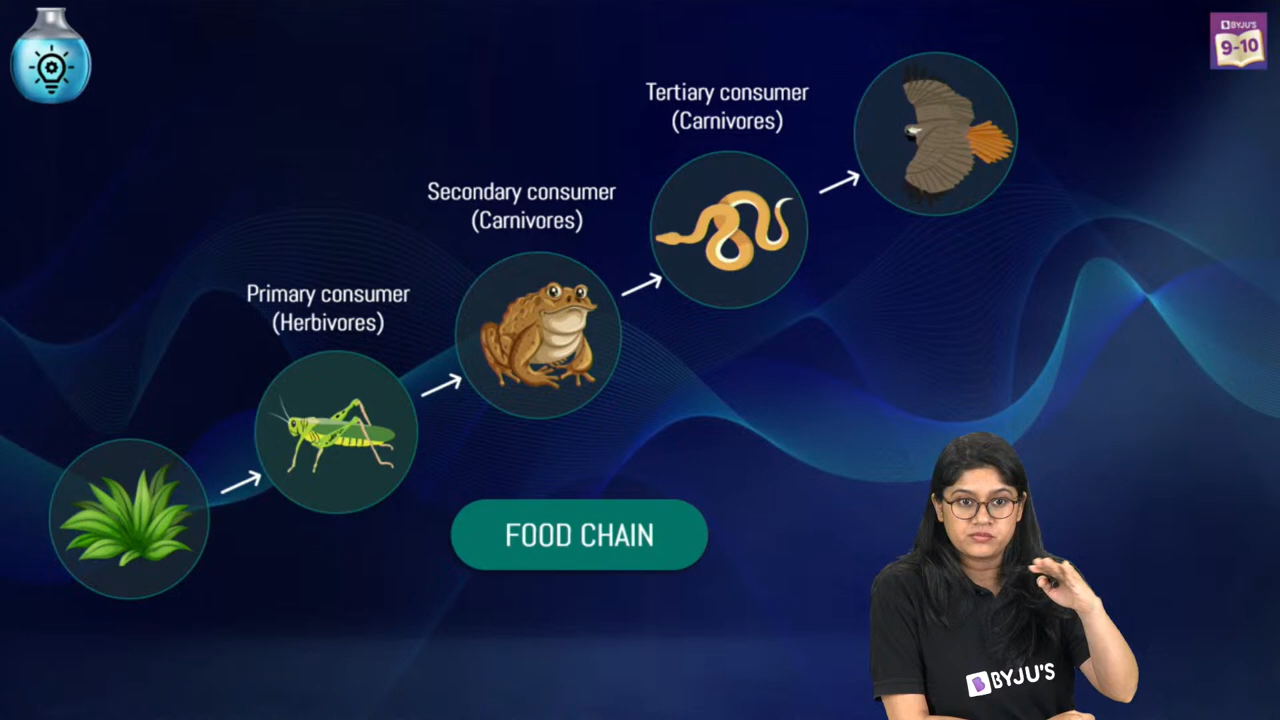 BYJU'S
9-10
Tertiary consumer
(Carnivores)
Secondary consumer
(Carnivores)
Primary consumer
(Herbivores)
FOOD CHAIN
BYJU'S